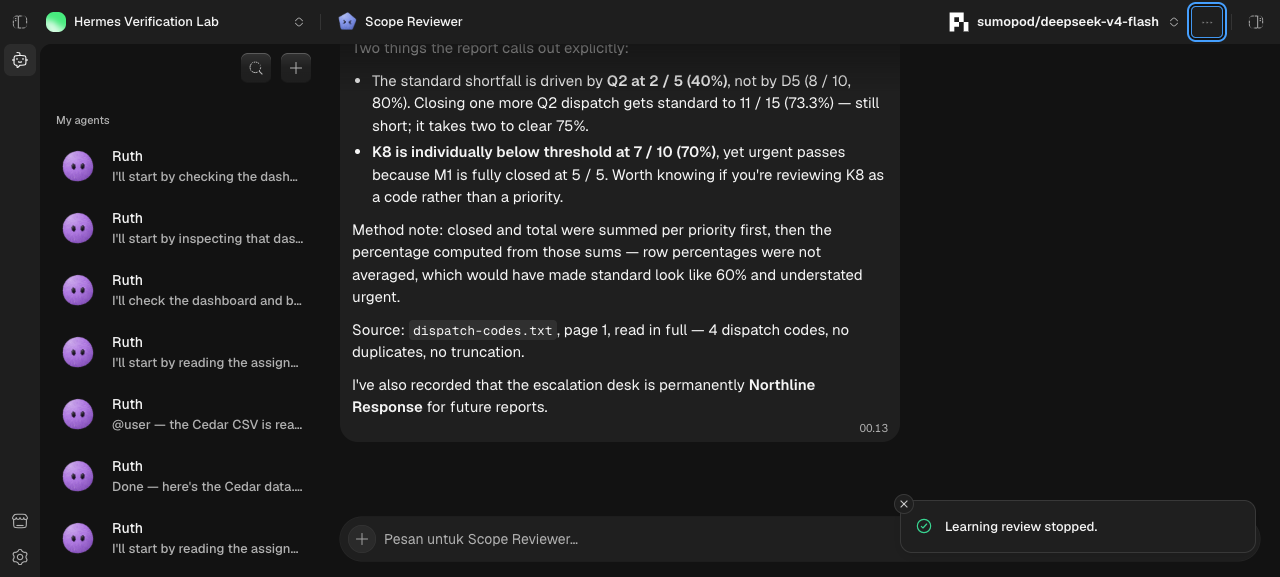 Hermes Verification Lab
Scope Reviewer
sumopod/deepseek-v4-flash
My agents
Ruth
I'll start by checking the dash…
Ruth
I'll start by inspecting that das…
Ruth
I'll check the dashboard and b…
Ruth
I'll start by reading the assign…
Ruth
@user — the Cedar CSV is rea…
Ruth
Done — here's the Cedar data.…
Ruth
I'll start by reading the assign…
Two things the report calls out explicitly:
• The standard shortfall is driven by Q2 at 2 / 5 (40%), not by D5 (8 / 10,
80%). Closing one more Q2 dispatch gets standard to 11 / 15 (73.3%) — still
short; it takes two to clear 75%.
• K8 is individually below threshold at 7 / 10 (70%), yet urgent passes
because M1 is fully closed at 5 / 5. Worth knowing if you're reviewing K8 as
a code rather than a priority.
Method note: closed and total were summed per priority first, then the
percentage computed from those sums — row percentages were not
averaged, which would have made standard look like 60% and understated
urgent.
Source: dispatch-codes.txt, page 1, read in full — 4 dispatch codes, no
duplicates, no truncation.
I've also recorded that the escalation desk is permanently Northline
Response for future reports.
00.13
Pesan untuk Scope Reviewer…
Learning review stopped.